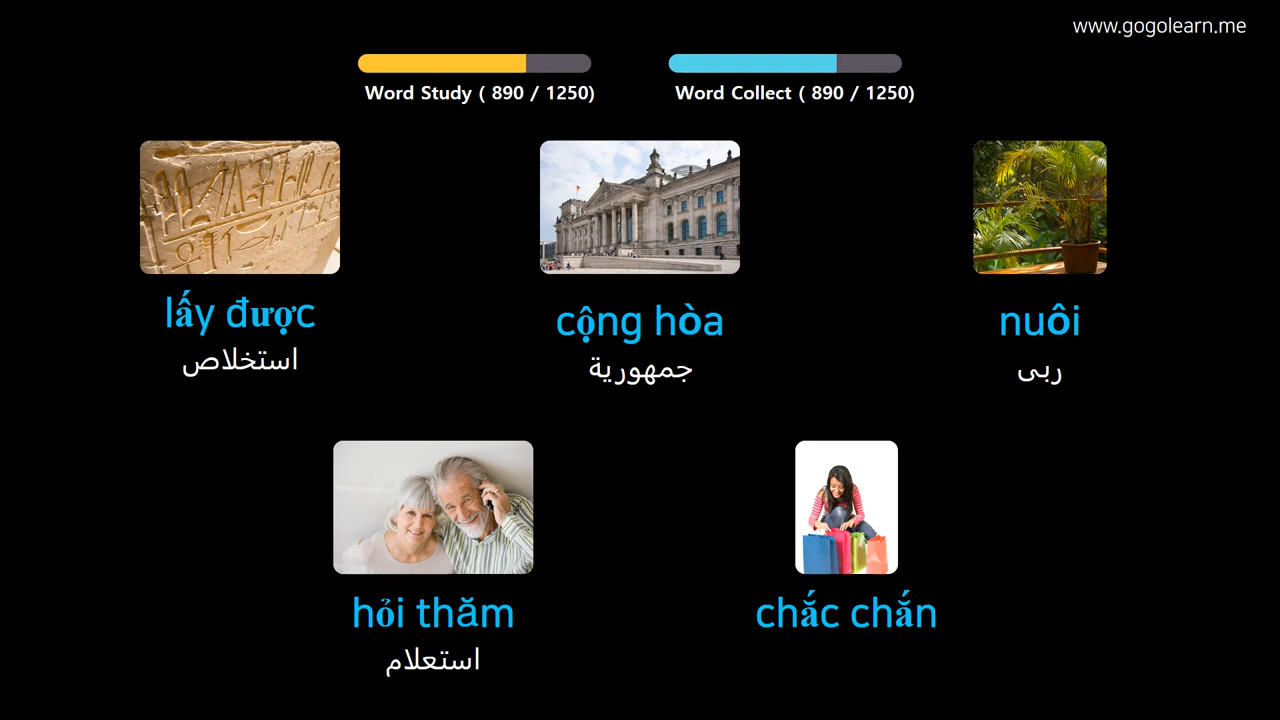 www.gogolearn.me
Word Study ( 890 / 1250)
Word Collect ( 890 / 1250)
lấy được
استخلاص
cộng hòa
جمهورية
nuôi
ربى
hỏi thăm
استعلام
chắc chắn